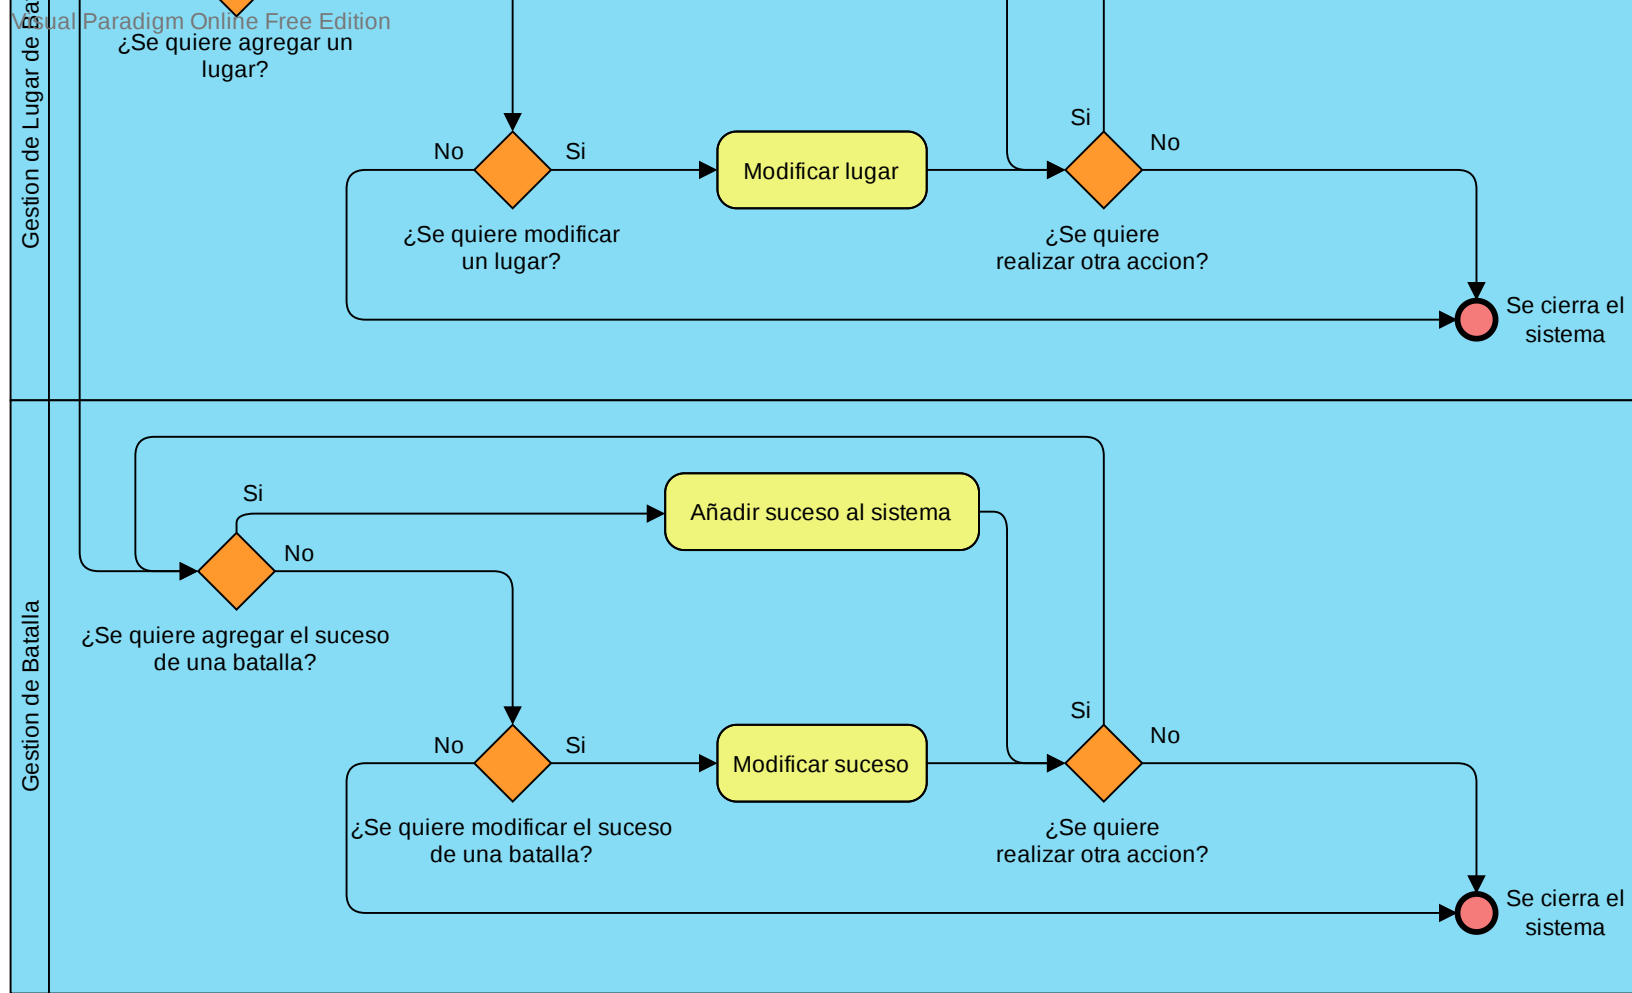 Visual Paradigm Online Free Edition
Gestion de Lugar de
¿Se quiere agregar un
lugar?
No
Si
Modificar lugar
Si
No
¿Se quiere modificar
un lugar?
¿Se quiere
realizar otra accion?
Se cierra el
sistema
Gestion de Batalla
Si
Añadir suceso al sistema
No
¿Se quiere agregar el suceso
de una batalla?
No
Si
Modificar suceso
Si
No
¿Se quiere modificar el suceso
de una batalla?
¿Se quiere
realizar otra accion?
Se cierra el
sistema